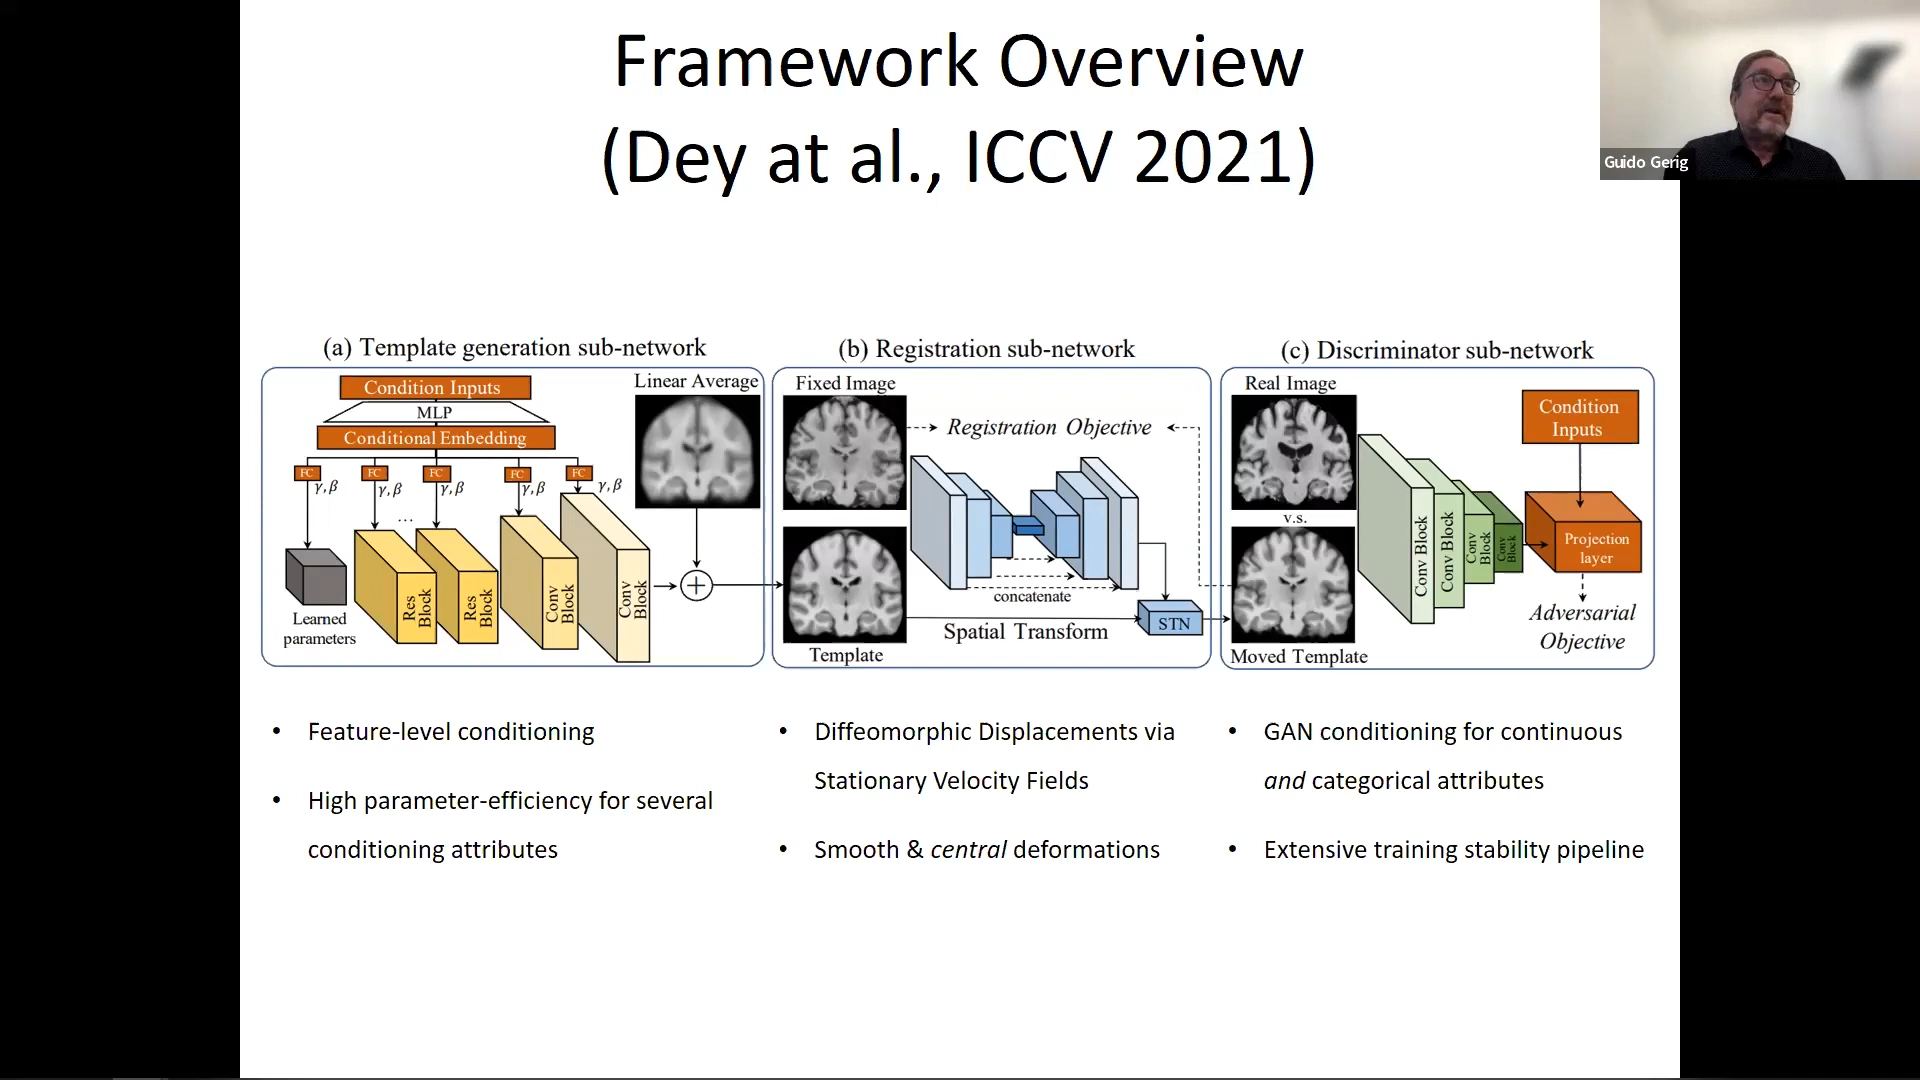 Framework Overview
(Dey at al., ICCV 2021)
Guido Gerig
(a) Template generation sub-network
Condition Inputs
MLP
Conditional Embedding
FC
FC
FC
FC
FC
γ, β
γ, β
γ, β
γ, β
γ, β
...
Linear Average
Learned
parameters
Res
Block
Res
Block
Conv
Block
Conv
Block
(b) Registration sub-network
Fixed Image
Registration Objective
concatenate
Spatial Transform
STN
Template
(c) Discriminator sub-network
Real Image
v.s.
Moved Template
Conv Block
Conv Block
Conv
Block
Conv
Block
Condition
Inputs
Projection
layer
Adversarial
Objective
• Feature-level conditioning
• High parameter-efficiency for several
conditioning attributes
• Diffeomorphic Displacements via
Stationary Velocity Fields
• Smooth & central deformations
• GAN conditioning for continuous
and categorical attributes
• Extensive training stability pipeline